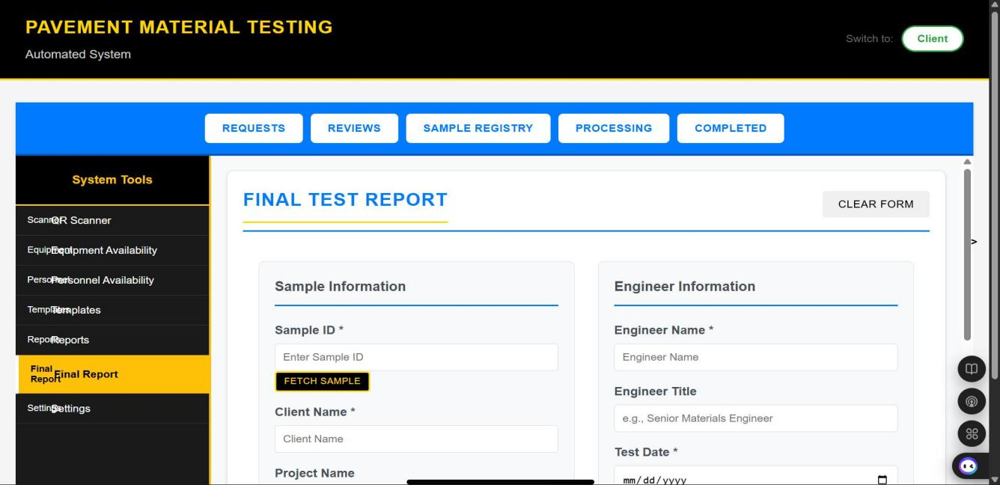 PAVEMENT MATERIAL TESTING
Automated System
Switch to: Client
REQUESTS REVIEWS SAMPLE REGISTRY PROCESSING COMPLETED
System Tools
Scanner QR Scanner
Equipment Equipment Availability
Personnel Personnel Availability
Templates Templates
Reports Reports
Final Report Final Report
Settings Settings
FINAL TEST REPORT
CLEAR FORM
>
Sample Information
Sample ID *
Enter Sample ID
FETCH SAMPLE
Client Name *
Client Name
Project Name
Engineer Information
Engineer Name *
Engineer Name
Engineer Title
e.g., Senior Materials Engineer
Test Date *
mm/dd/yyyy